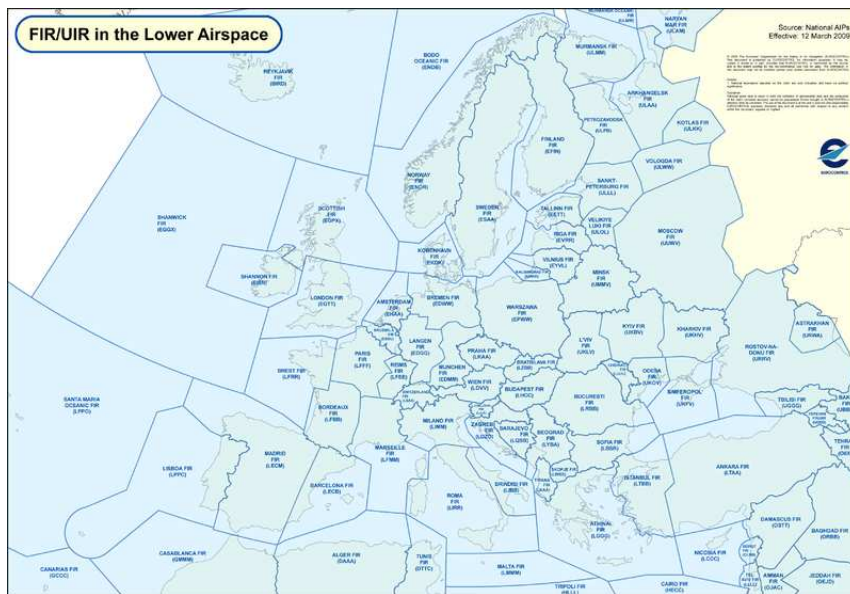 FIR/UIR in the Lower Airspace
Source: National AIPs
Effective: 12 March 2009
EUROCONTROL
REYKJAVIK
FIR
(BIRD)
BODO
OCEANIC FIR
(ENOB)
MURMANSK FIR
(ULMM)
NARYAN-
MAR FIR
(UCAM)
ARKHANGELSK
FIR
(ULAA)
PETROZAVODSK
FIR
(ULPB)
KOTLAS FIR
(ULKK)
VOLOGDA FIR
(ULWW)
FINLAND
FIR
(EFIN)
NORWAY
FIR
(ENOR)
SWEDEN
FIR
(ESAA)
SANKT-
PETERBURG FIR
(ULLL)
TALLINN FIR
(EETT)
VELIKIYE
LUKI FIR
(ULOL)
RIGA FIR
(EVRR)
MOSCOW
FIR
(UUWV)
VILNIUS FIR
(EYVL)
MINSK
FIR
(UMMV)
SHANWICK
FIR
(EGGX)
SCOTTISH
FIR
(EGPX)
KOBENHAVN
FIR
(EKDK)
SHANNON FIR
(EISN)
LONDON FIR
(EGTT)
AMSTERDAM
FIR
(EHAA)
BREMEN FIR
(EDWW)
WARSZAWA
FIR
(EPWW)
LANGEN
FIR
(EDGG)
PRAHA FIR
(LKAA)
BRATISLAVA FIR
(LZBB)
L'VIV
FIR
(UKLV)
KYIV FIR
(UKBV)
KHARKIV FIR
(UKHV)
ROSTOV-NA-
DONU FIR
(URRV)
ASTRAKHAN
FIR
(URWA)
PARIS
FIR
(LFFF)
REIMS
FIR
(LFEE)
MUNCHEN
FIR
(EDMM)
WIEN FIR
(LOVV)
BUDAPEST FIR
(LHCC)
ODESA
FIR
(UKOV)
SIMFEROPOL'
FIR
(UKFV)
BREST FIR
(LFRR)
BORDEAUX
FIR
(LFBB)
MARSEILLE
FIR
(LFMM)
MILANO FIR
(LIMM)
ZAGREB
FIR
(LDZO)
SARAJEVO
FIR
(LQSB)
BEOGRAD
FIR
(LYBA)
BUCURESTI
FIR
(LRBB)
SOFIA FIR
(LBSR)
TBILISI FIR
(UGGG)
SANTA MARIA
OCEANIC FIR
(LPPO)
LISBOA
FIR
(LPPC)
MADRID
FIR
(LECM)
BARCELONA FIR
(LECB)
ROMA
FIR
(LIRR)
BRINDISI FIR
(LIBB)
ATHINAI
FIR
(LGGG)
ISTANBUL FIR
(LTBB)
ANKARA FIR
(LTAA)
CANARIAS FIR
(GCCC)
CASABLANCA FIR
(GMMM)
ALGER FIR
(DAAA)
TUNIS
FIR
(DTTC)
MALTA FIR
(LMMM)
TRIPOLI FIR
CAIRO FIR
(HECC)
NICOSIA FIR
(LCCC)
DAMASCUS FIR
(OSTT)
BAGHDAD FIR
(ORBB)
AMMAN
FIR
(OJAC)
JEDDAH FIR
(OEJD)